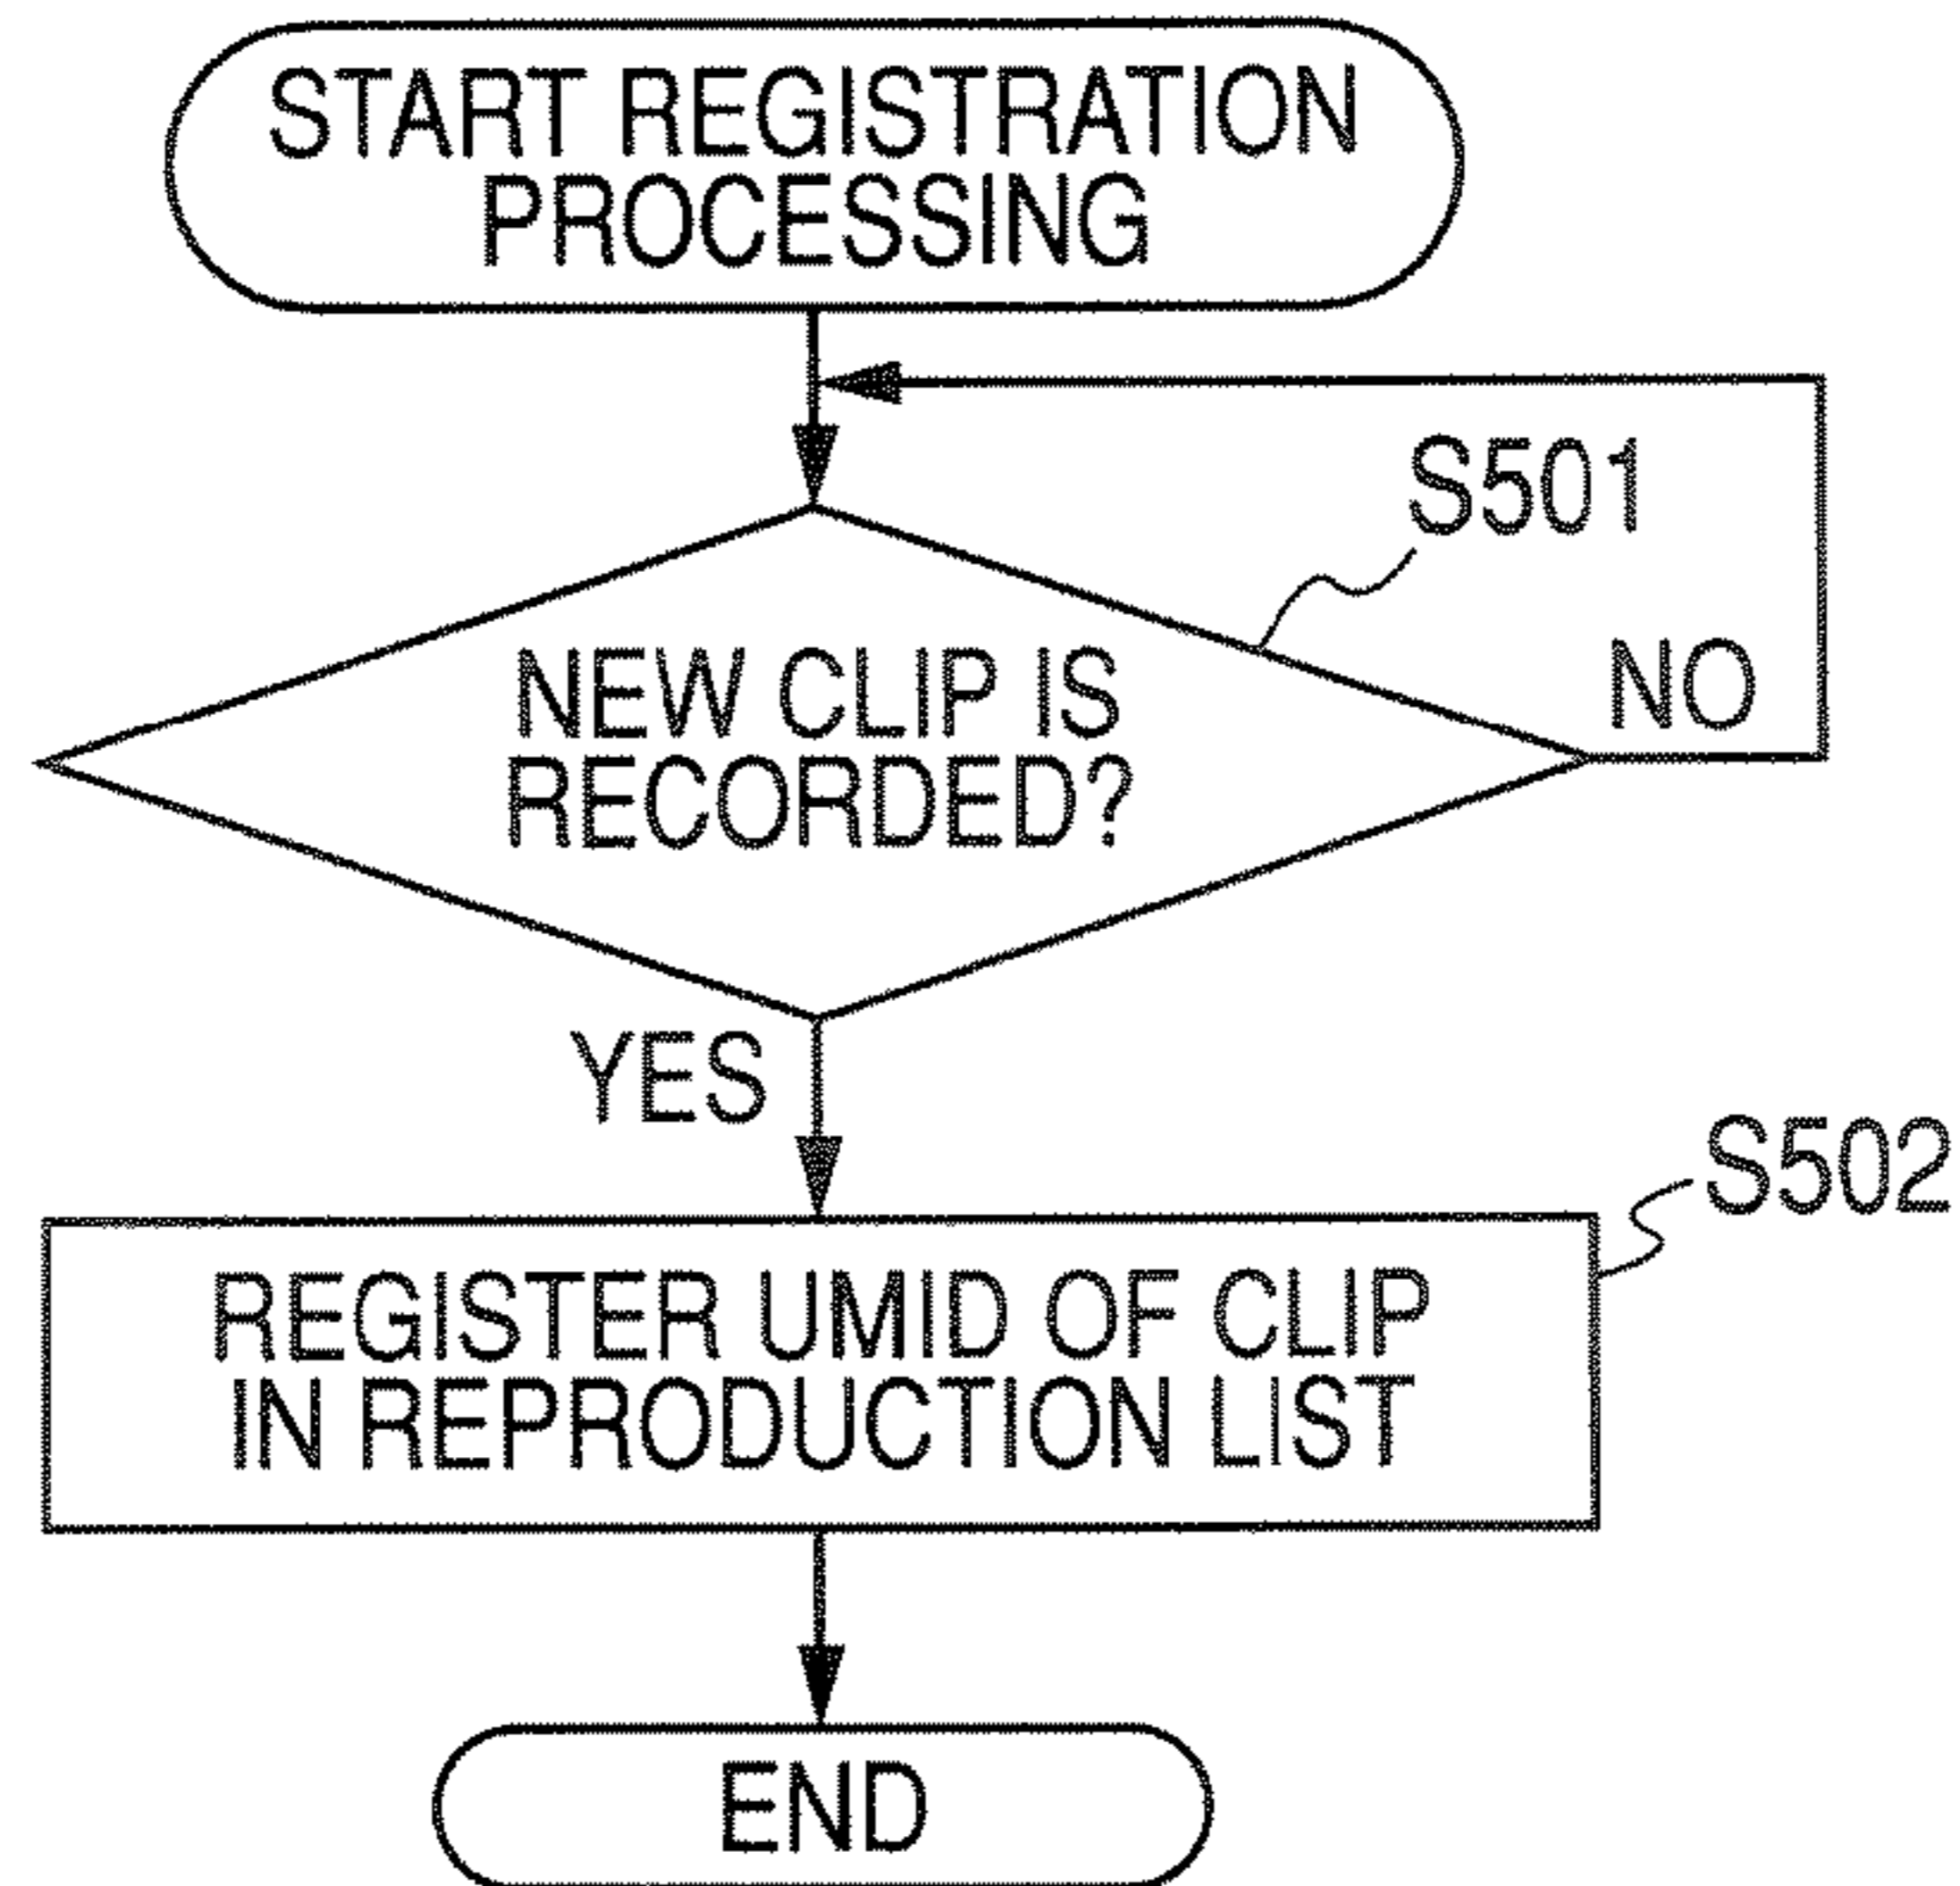 START REGISTRATION
PROCESSING
S501
NEW CLIP IS
RECORDED?
NO
YES
S502
REGISTER UMID OF CLIP
IN REPRODUCTION LIST
END